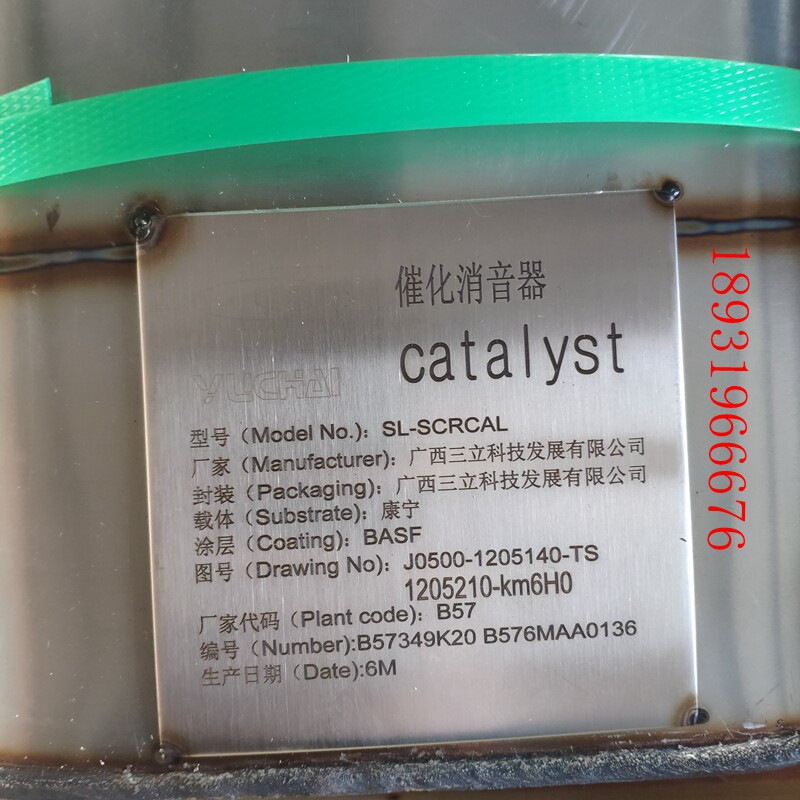 催化消音器
catalyst
YUCHAI
型号（Model No.）：SL-SCRCAL
厂家（Manufacturer）：广西三立科技发展有限公司
封装（Packaging）：广西三立科技发展有限公司
载体（Substrate）：康宁
涂层（Coating）：BASF
图号（Drawing No）：J0500-1205140-TS
1205210-km6H0
厂家代码（Plant code）：B57
编号（Number):B57349K20 B576MAA0136
生产日期（Date):6M
18931966676